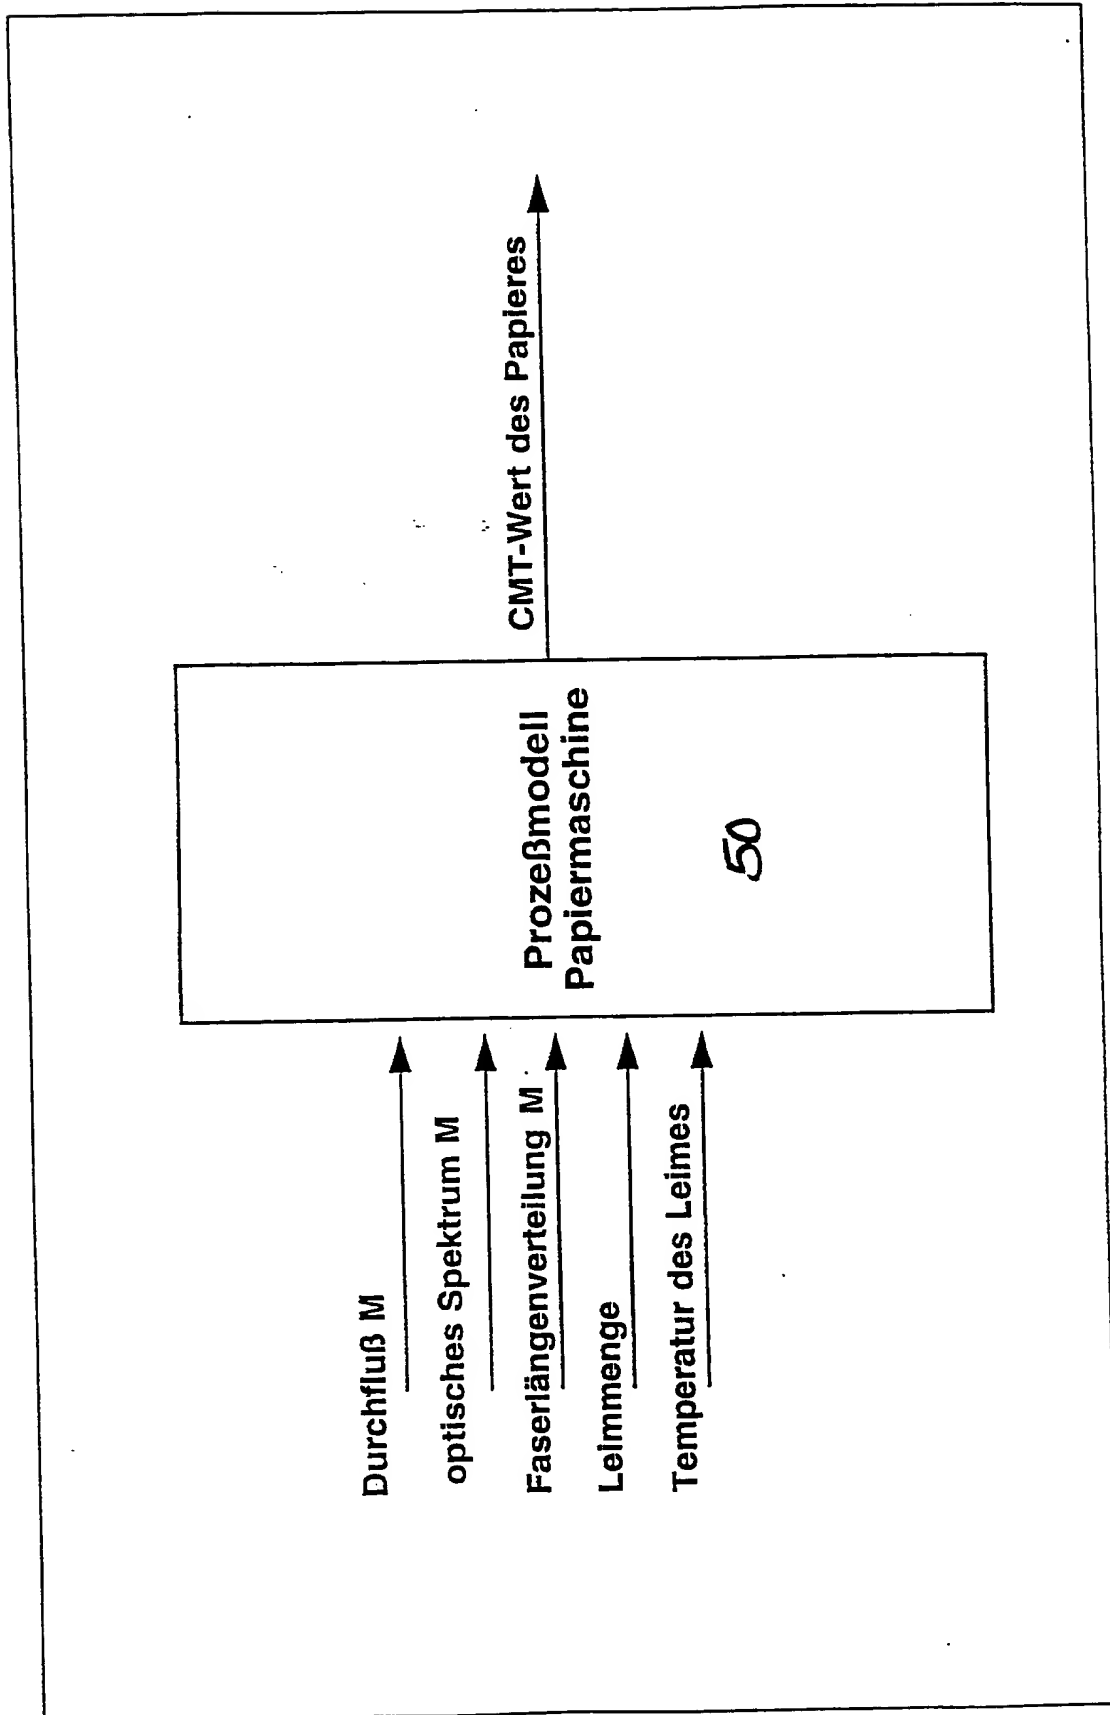 Durchfluß M
optisches Spektrum M
Faserlängenverteilung M
Leimmenge
Temperatur des Leimes
Prozeßmodell
Papiermaschine
50
CMT-Wert des Papieres